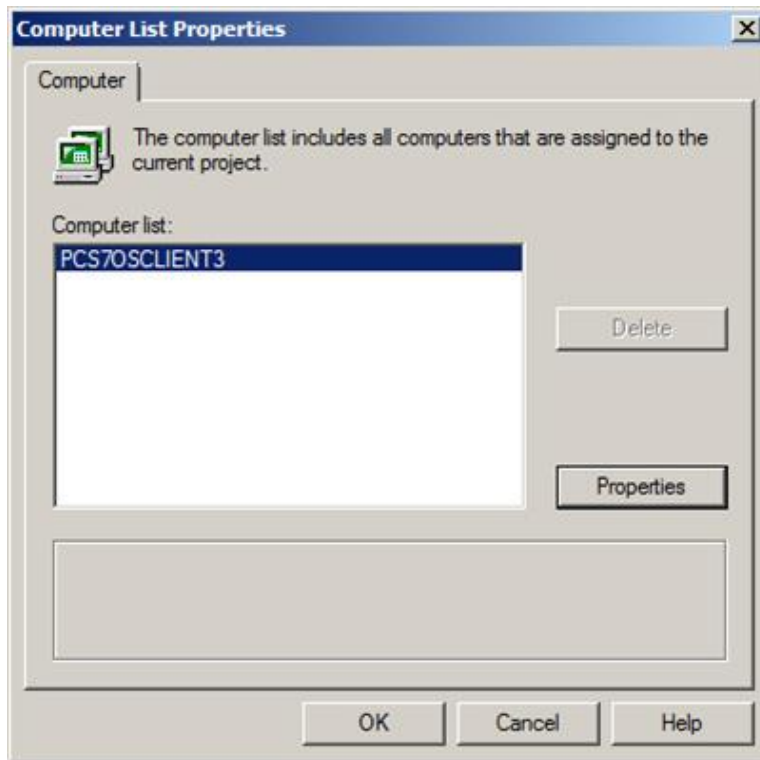 Computer List Properties
Computer
The computer list includes all computers that are assigned to the
current project.
Computer list:
PCS7OSCLIENT3
Delete
Properties
OK
Cancel
Help